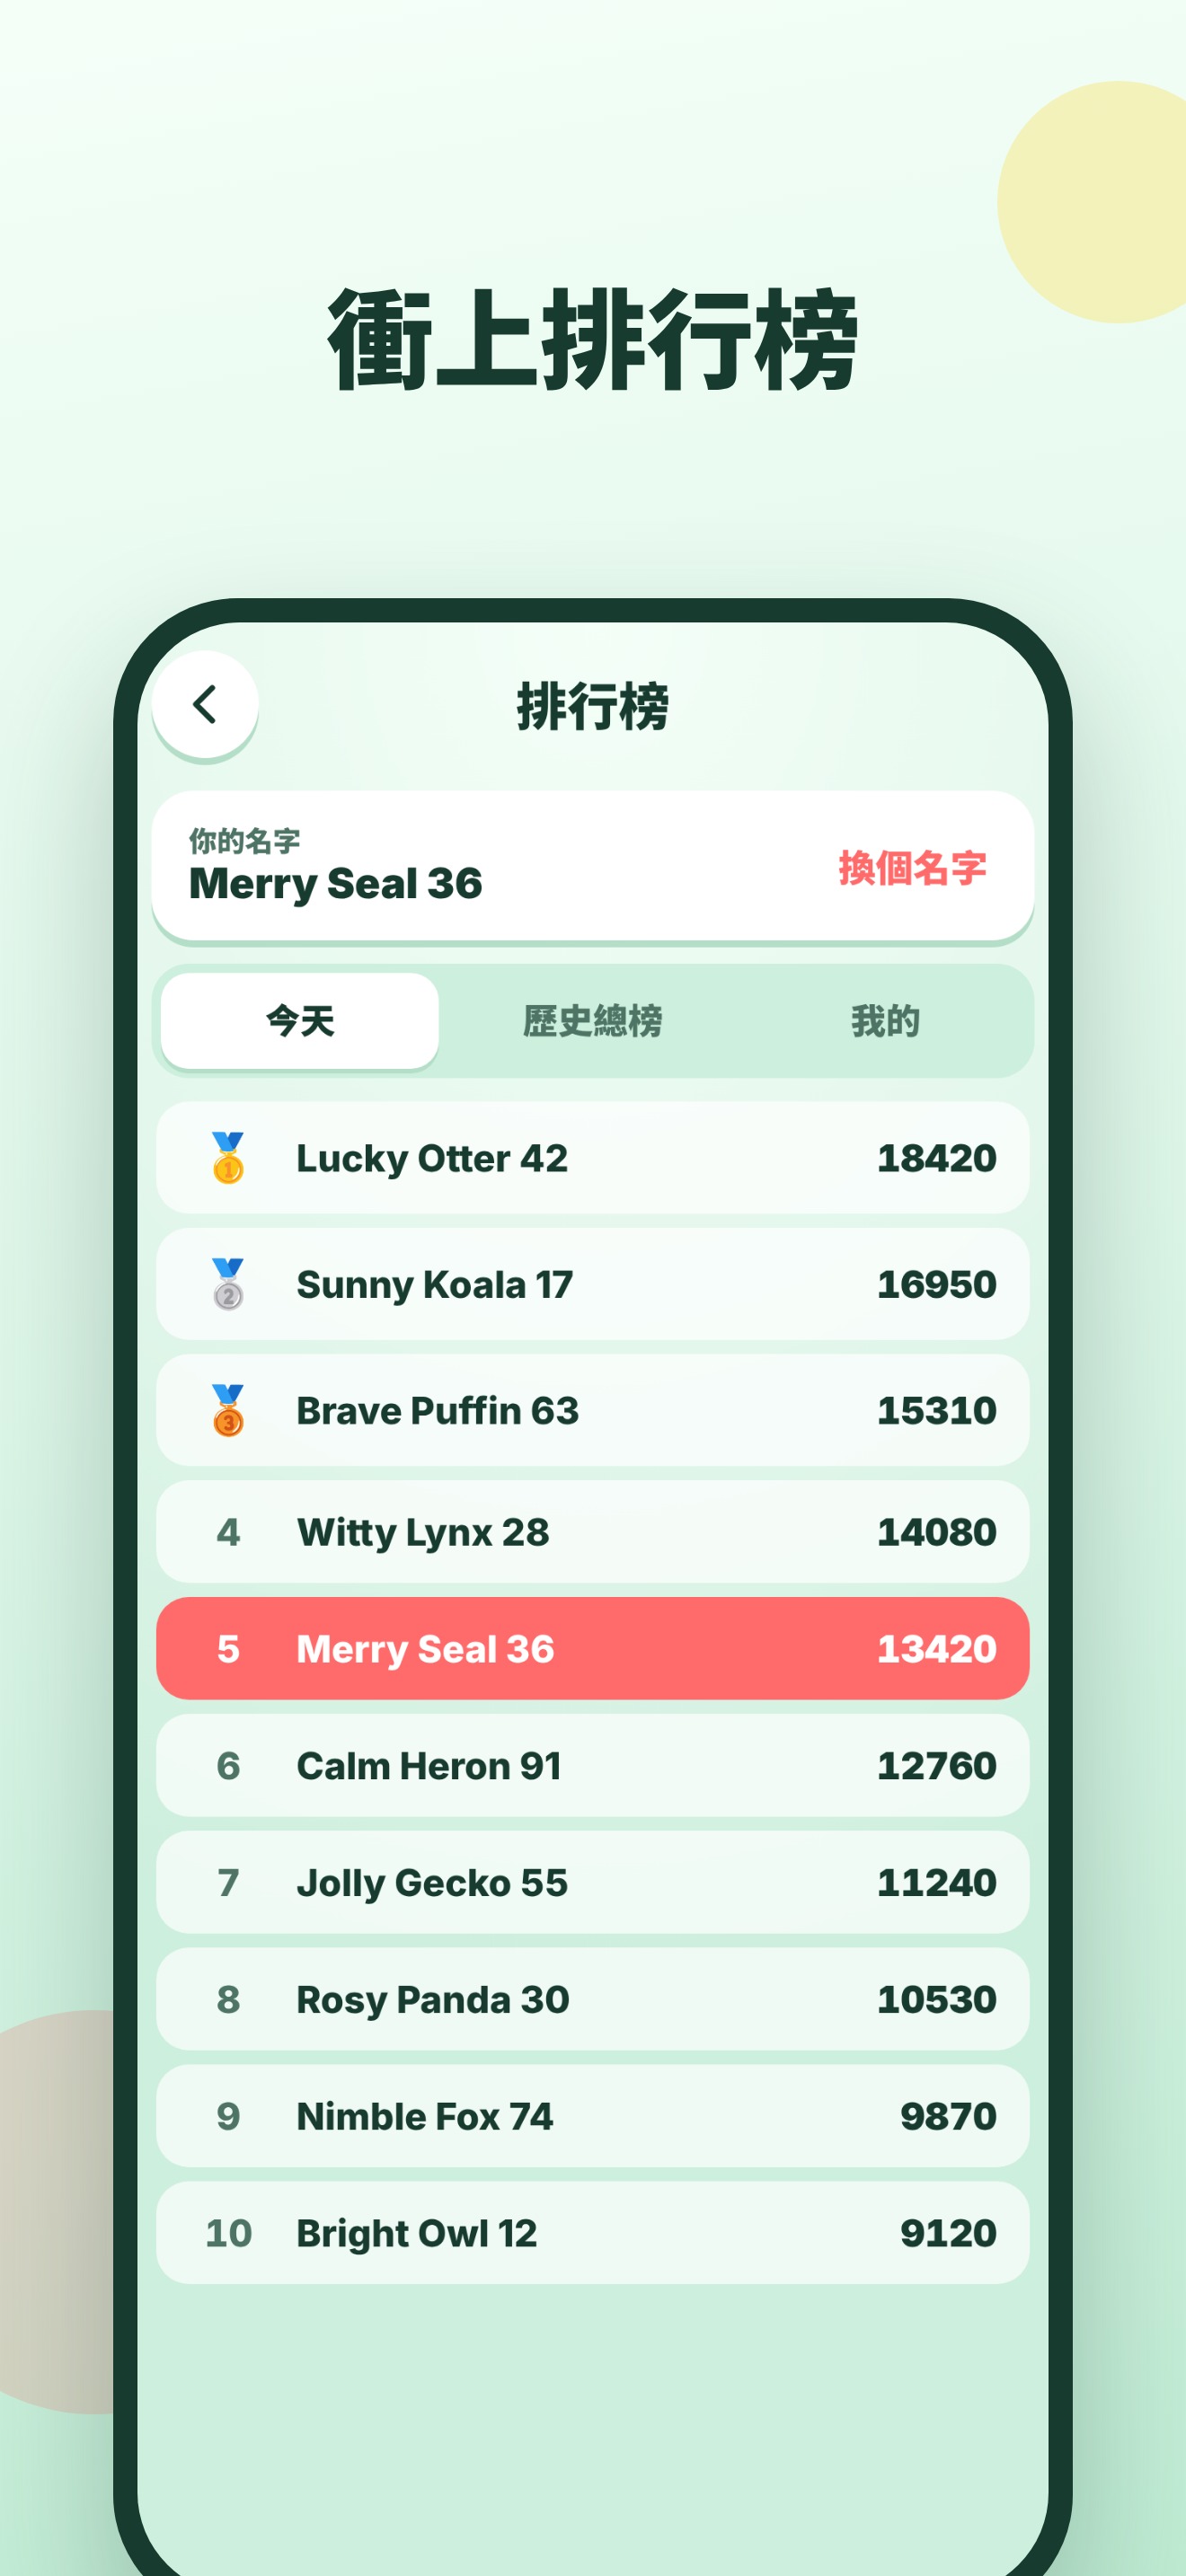 衝上排行榜
排行榜
你的名字
Merry Seal 36
換個名字
今天 歷史總榜 我的
1 Lucky Otter 42 18420
2 Sunny Koala 17 16950
3 Brave Puffin 63 15310
4 Witty Lynx 28 14080
5 Merry Seal 36 13420
6 Calm Heron 91 12760
7 Jolly Gecko 55 11240
8 Rosy Panda 30 10530
9 Nimble Fox 74 9870
10 Bright Owl 12 9120